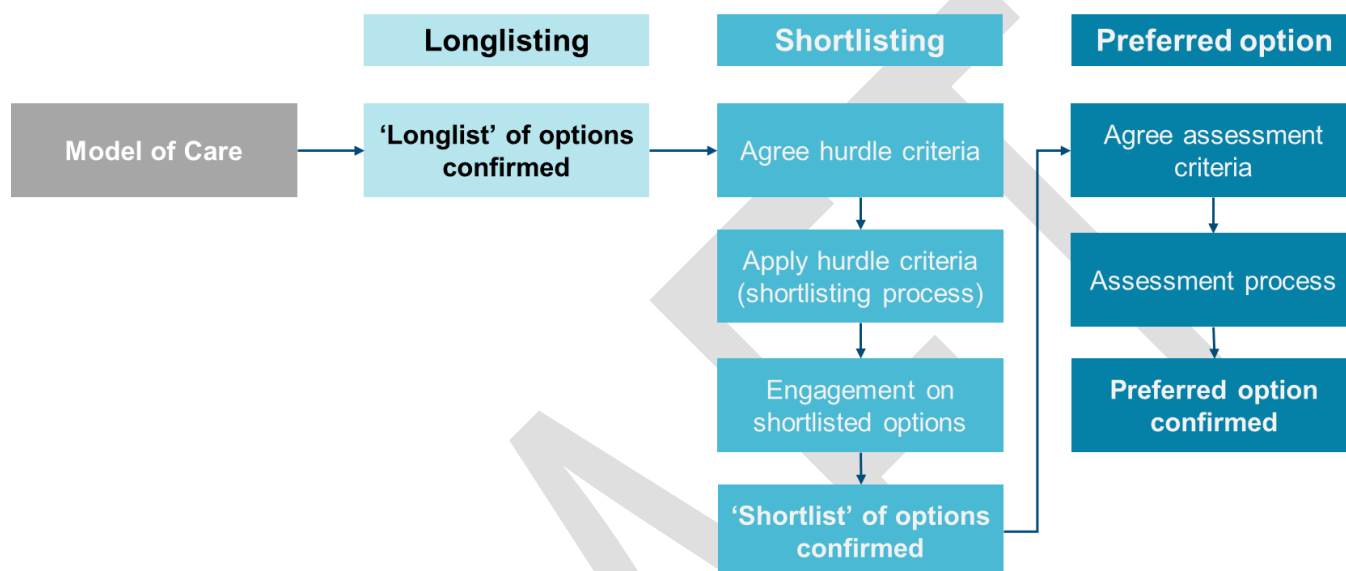 Longlisting
Shortlisting
Preferred option
Model of Care
‘Longlist’ of options
confirmed
Agree hurdle criteria
Apply hurdle criteria
(shortlisting process)
Engagement on
shortlisted options
‘Shortlist’ of options
confirmed
Agree assessment
criteria
Assessment process
Preferred option
confirmed